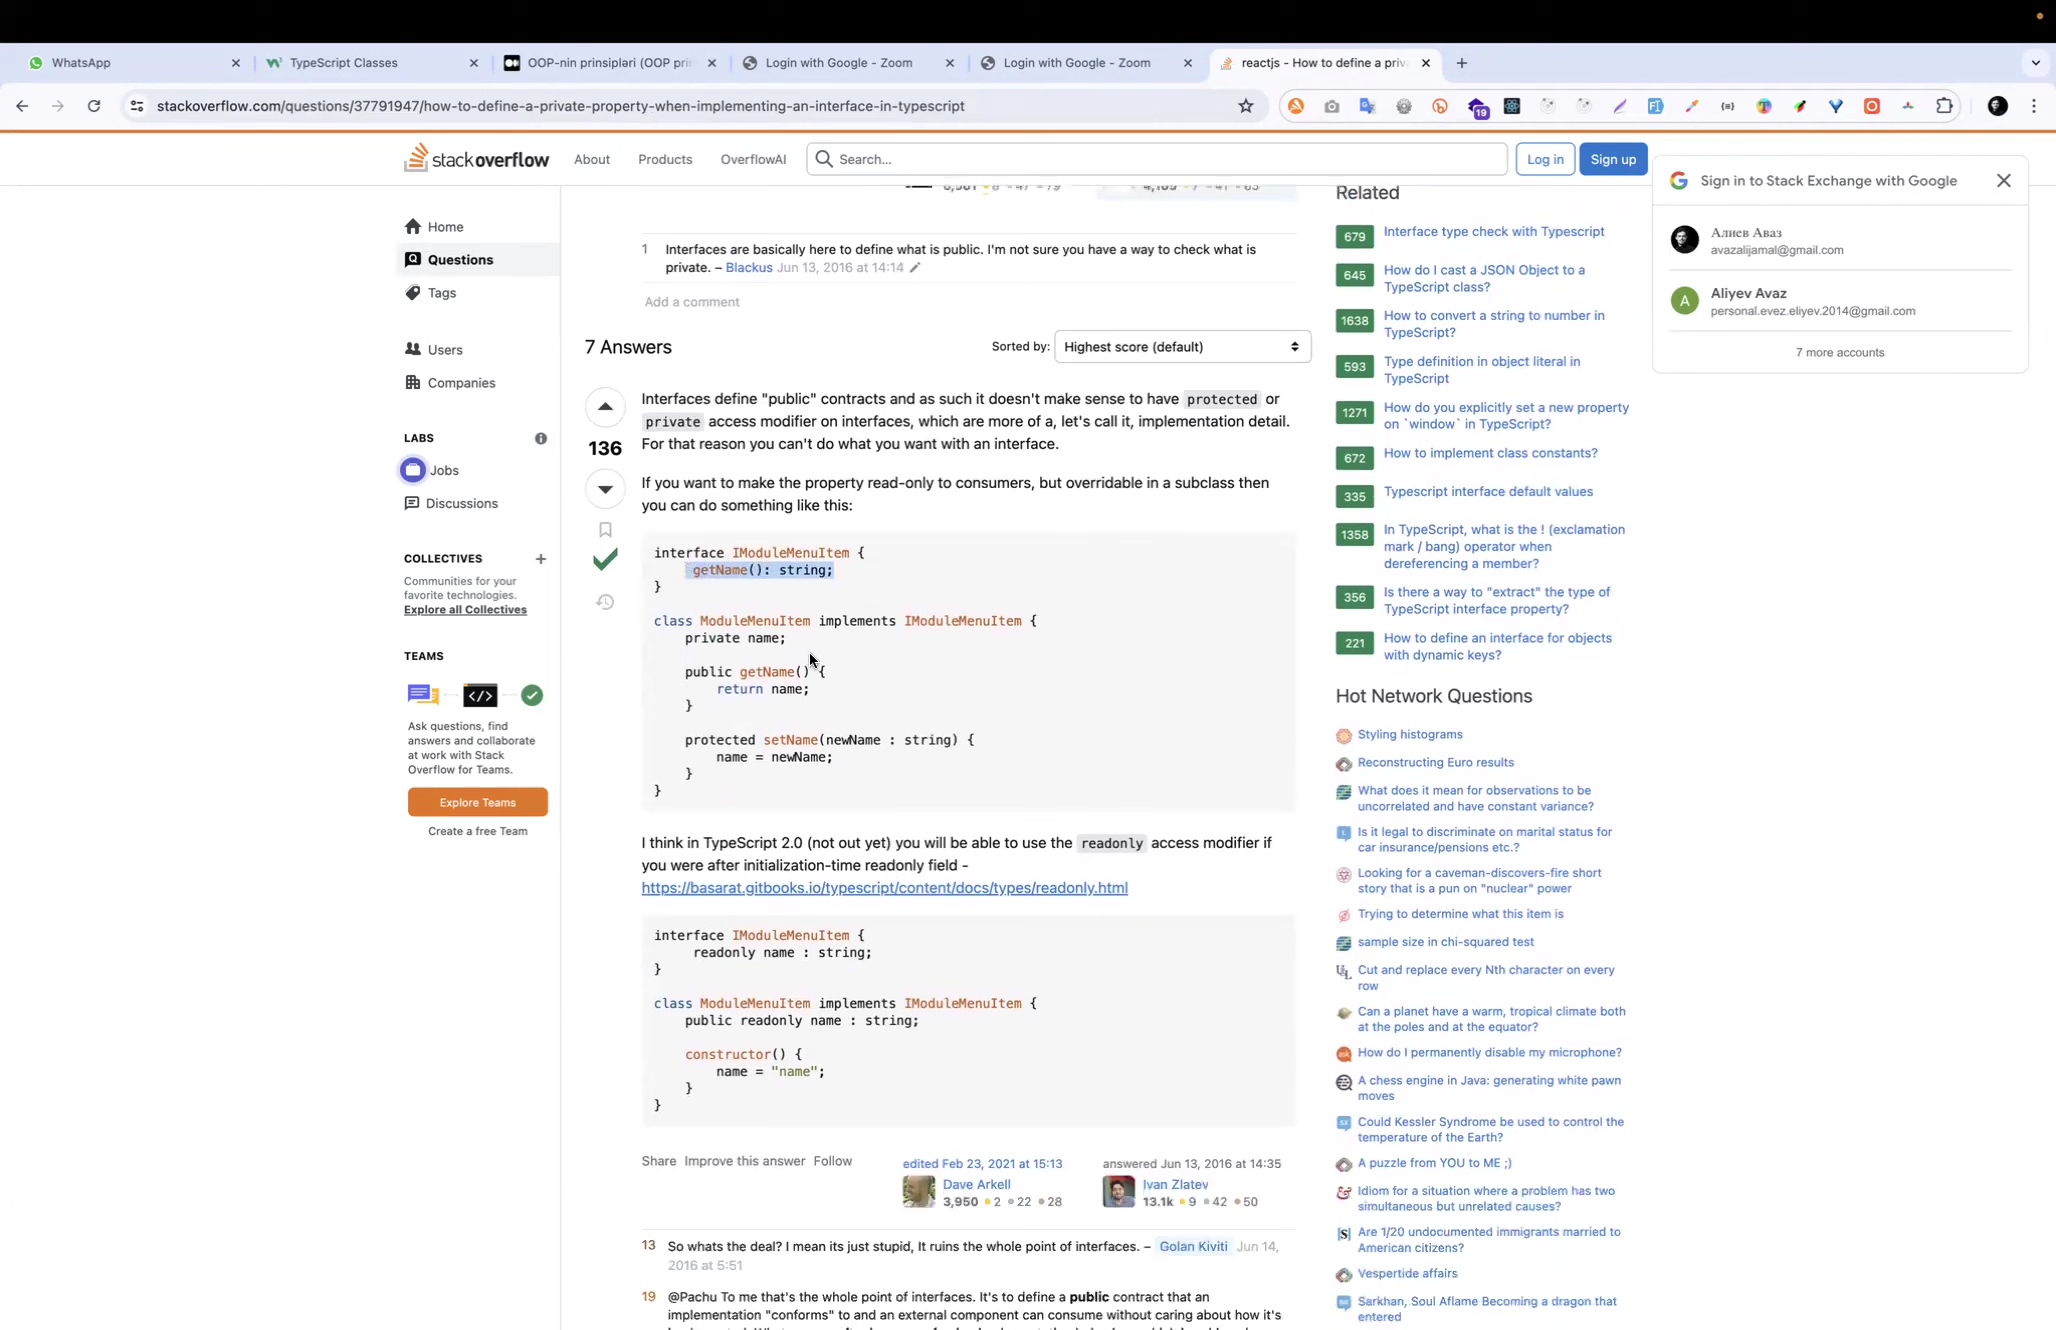 WhatsApp
TypeScript Classes
OOP-nin prinsipləri (OOP prin
Login with Google - Zoom
Login with Google - Zoom
reactjs - How to define a priv
stackoverflow.com/questions/37791947/how-to-define-a-private-property-when-implementing-an-interface-in-typescript
19
stackoverflow
About
Products
OverflowAI
Search...
Log in
Sign up
Sign in to Stack Exchange with Google
Алиев Аваз
avazalijamal@gmail.com
A
Aliyev Avaz
personal.evez.eliyev.2014@gmail.com
7 more accounts
Home
Questions
Tags
Users
Companies
LABS
Jobs
Discussions
COLLECTIVES
Communities for your
favorite technologies.
Explore all Collectives
TEAMS
Ask questions, find
answers and collaborate
at work with Stack
Overflow for Teams.
Explore Teams
Create a free Team
1 Interfaces are basically here to define what is public. I'm not sure you have a way to check what is
private. – Blackus Jun 13, 2016 at 14:14
Add a comment
7 Answers
Sorted by: Highest score (default)
136
Interfaces define "public" contracts and as such it doesn't make sense to have protected or
private access modifier on interfaces, which are more of a, let's call it, implementation detail.
For that reason you can't do what you want with an interface.
If you want to make the property read-only to consumers, but overridable in a subclass then
you can do something like this:
interface IModuleMenuItem {
getName(): string;
}
class ModuleMenuItem implements IModuleMenuItem {
private name;
public getName() {
return name;
}
protected setName(newName : string) {
name = newName;
}
}
I think in TypeScript 2.0 (not out yet) you will be able to use the readonly access modifier if
you were after initialization-time readonly field -
https://basarat.gitbooks.io/typescript/content/docs/types/readonly.html
interface IModuleMenuItem {
readonly name : string;
}
class ModuleMenuItem implements IModuleMenuItem {
public readonly name : string;
constructor() {
name = "name";
}
}
Share Improve this answer Follow
edited Feb 23, 2021 at 15:13
Dave Arkell
3,950 2 22 28
answered Jun 13, 2016 at 14:35
Ivan Zlatev
13.1k 9 42 50
13 So whats the deal? I mean its just stupid, It ruins the whole point of interfaces. – Golan Kiviti Jun 14,
2016 at 5:51
19 @Pachu To me that's the whole point of interfaces. It's to define a public contract that an
implementation "conforms" to and an external component can consume without caring about how it's
Related
679 Interface type check with Typescript
645 How do I cast a JSON Object to a
TypeScript class?
1638 How to convert a string to number in
TypeScript?
593 Type definition in object literal in
TypeScript
1271 How do you explicitly set a new property
on `window` in TypeScript?
672 How to implement class constants?
335 Typescript interface default values
1358 In TypeScript, what is the ! (exclamation
mark / bang) operator when
dereferencing a member?
356 Is there a way to "extract" the type of
TypeScript interface property?
221 How to define an interface for objects
with dynamic keys?
Hot Network Questions
Styling histograms
Reconstructing Euro results
What does it mean for observations to be
uncorrelated and have constant variance?
Is it legal to discriminate on marital status for
car insurance/pensions etc.?
Looking for a caveman-discovers-fire short
story that is a pun on "nuclear" power
Trying to determine what this item is
sample size in chi-squared test
Cut and replace every Nth character on every
row
Can a planet have a warm, tropical climate both
at the poles and at the equator?
How do I permanently disable my microphone?
A chess engine in Java: generating white pawn
moves
Could Kessler Syndrome be used to control the
temperature of the Earth?
A puzzle from YOU to ME ;)
Idiom for a situation where a problem has two
simultaneous but unrelated causes?
Are 1/20 undocumented immigrants married to
American citizens?
Vespertide affairs
Sarkhan, Soul Aflame Becoming a dragon that
entered